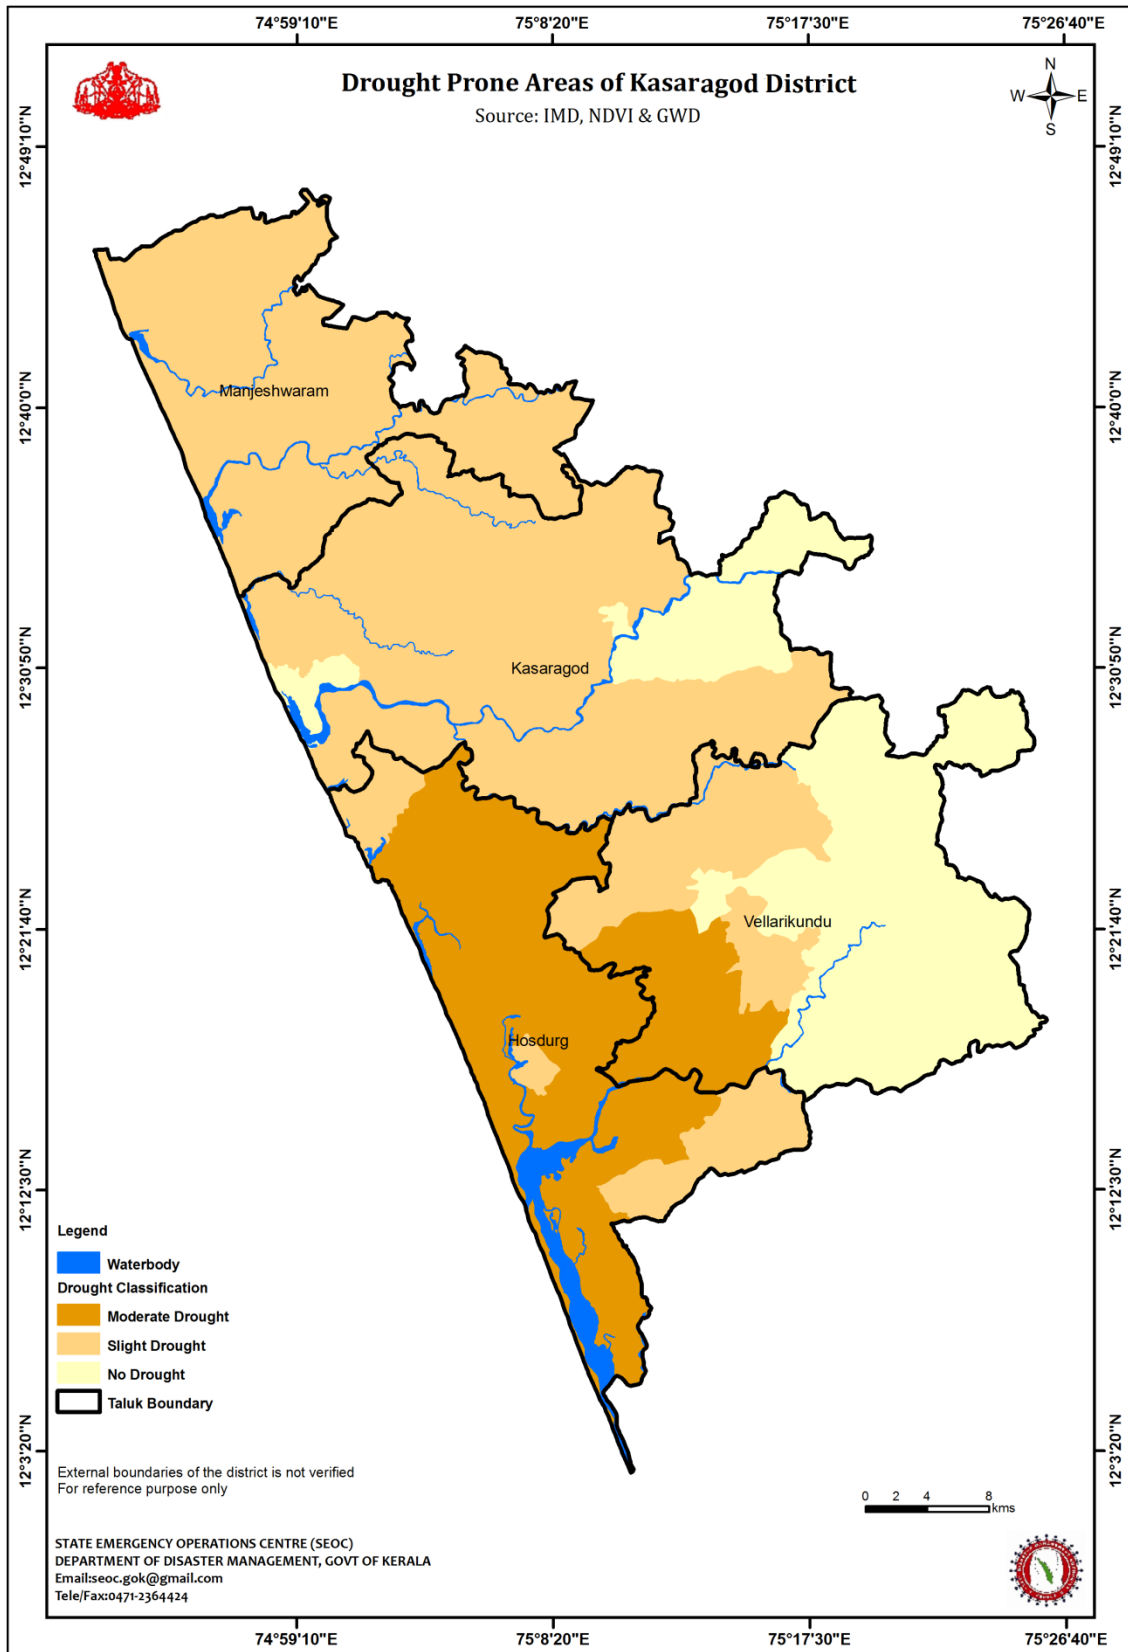 74°59'10"E
75°8'20"E
75°17'30"E
75°26'40"E
Drought Prone Areas of Kasaragod District
Source: IMD, NDVI & GWD
N
W
E
S
12°49'10"N
12°49'10"N
Manjeshwaram
12°40'0"N
12°40'0"N
Kasaragod
12°30'50"N
12°30'50"N
Vellarikundu
12°21'40"N
12°21'40"N
Hosdurg
12°12'30"N
12°12'30"N
Legend
Waterbody
Drought Classification
Moderate Drought
Slight Drought
No Drought
Taluk Boundary
12°3'20"N
12°3'20"N
External boundaries of the district is not verified
For reference purpose only
0 2 4 8
kms
STATE EMERGENCY OPERATIONS CENTRE (SEOC)
DEPARTMENT OF DISASTER MANAGEMENT, GOVT OF KERALA
Email:seoc.gok@gmail.com
Tele/Fax:0471-2364424
74°59'10"E
75°8'20"E
75°17'30"E
75°26'40"E